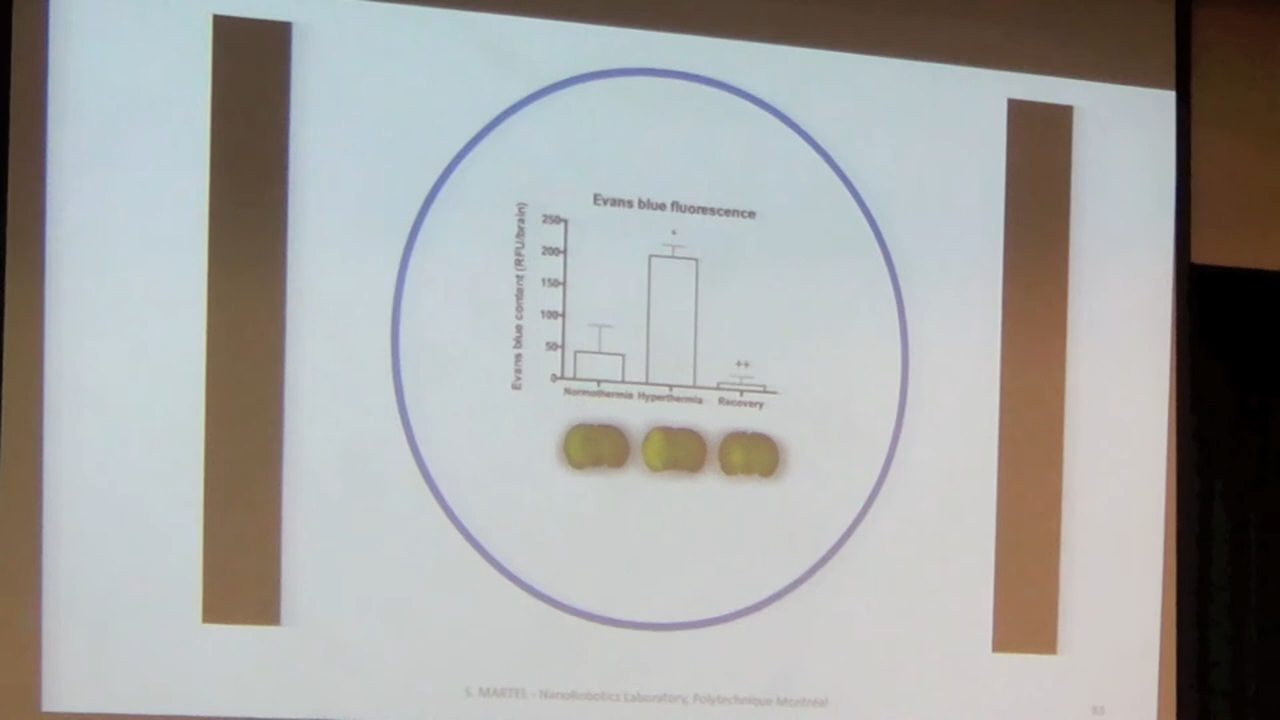 Evans blue fluorescence
Evans blue content (RFU/brain)
250
*
200
150
100
50
++
0
Normothermia Hyperthermia Recovery
S. MARTEL - NanoRobotics Laboratory, Polytechnique Montréal
83